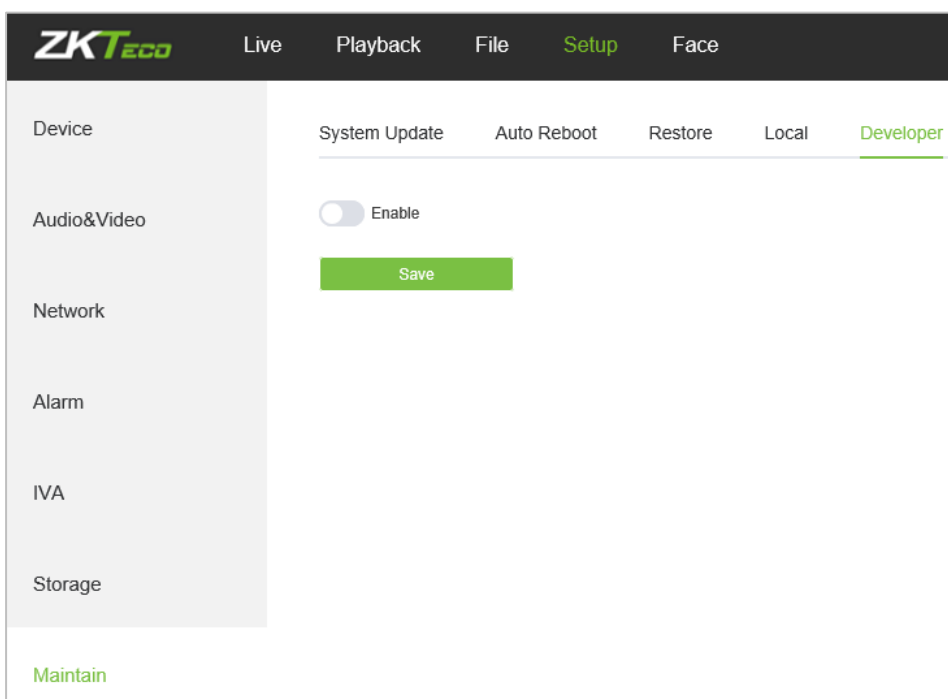 ZKTECO Live Playback File Setup Face
Device
System Update Auto Reboot Restore Local Developer
Audio&Video
Enable
Save
Network
Alarm
IVA
Storage
Maintain